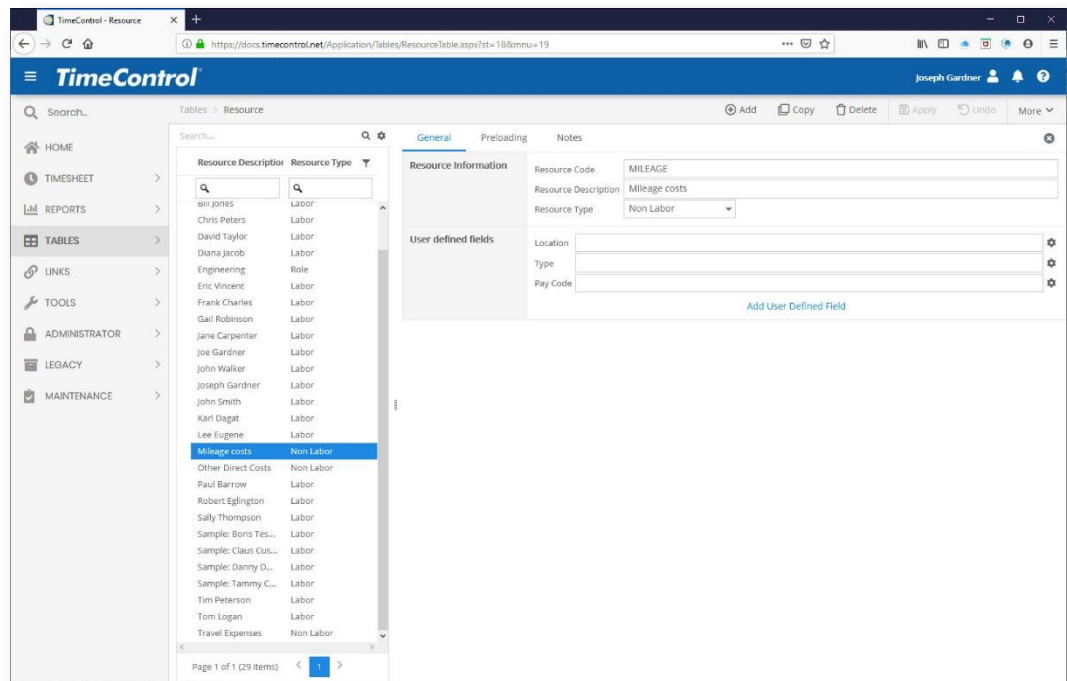 TimeControl - Resource
https://docs.timecontrol.net/Application/Tables/ResourceTable.aspx?st=18&mnu=19
TimeControl
Joseph Gardner
Search...
Tables > Resource
Add
Copy
Delete
Apply
Undo
More
HOME
TIMESHEET
REPORTS
TABLES
LINKS
TOOLS
ADMINISTRATOR
LEGACY
MAINTENANCE
Search...
Resource Description Resource Type
Bill Jones Labor
Chris Peters Labor
David Taylor Labor
Diana Jacob Labor
Engineering Role
Eric Vincent Labor
Frank Charles Labor
Gail Robinson Labor
Jane Carpenter Labor
Joe Gardner Labor
John Walker Labor
Joseph Gardner Labor
John Smith Labor
Karl Dagat Labor
Lee Eugene Labor
Mileage costs Non Labor
Other Direct Costs Non Labor
Paul Barrow Labor
Robert Eglington Labor
Sally Thompson Labor
Sample: Boris Tes... Labor
Sample: Claus Cus... Labor
Sample: Danny D... Labor
Sample: Tammy C... Labor
Tim Peterson Labor
Tom Logan Labor
Travel Expenses Non Labor
Page 1 of 1 (29 items) < 1 >
General Preloading Notes
Resource Information
Resource Code MILEAGE
Resource Description Mileage costs
Resource Type Non Labor
User defined fields
Location
Type
Pay Code
Add User Defined Field